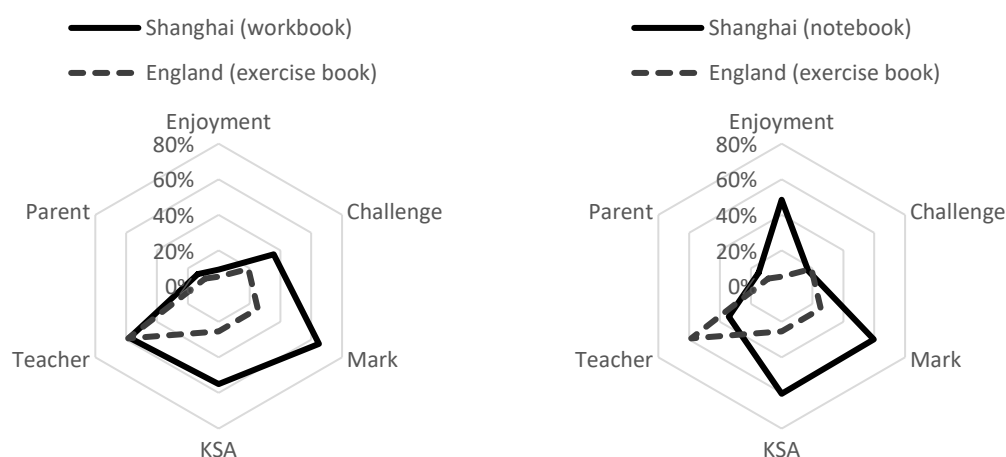 Shanghai (workbook)
England (exercise book)
Enjoyment
80%
60%
Parent
Challenge
40%
20%
0%
Teacher
Mark
KSA
Shanghai (notebook)
England (exercise book)
Enjoyment
80%
60%
Parent
Challenge
40%
20%
0%
Teacher
Mark
KSA